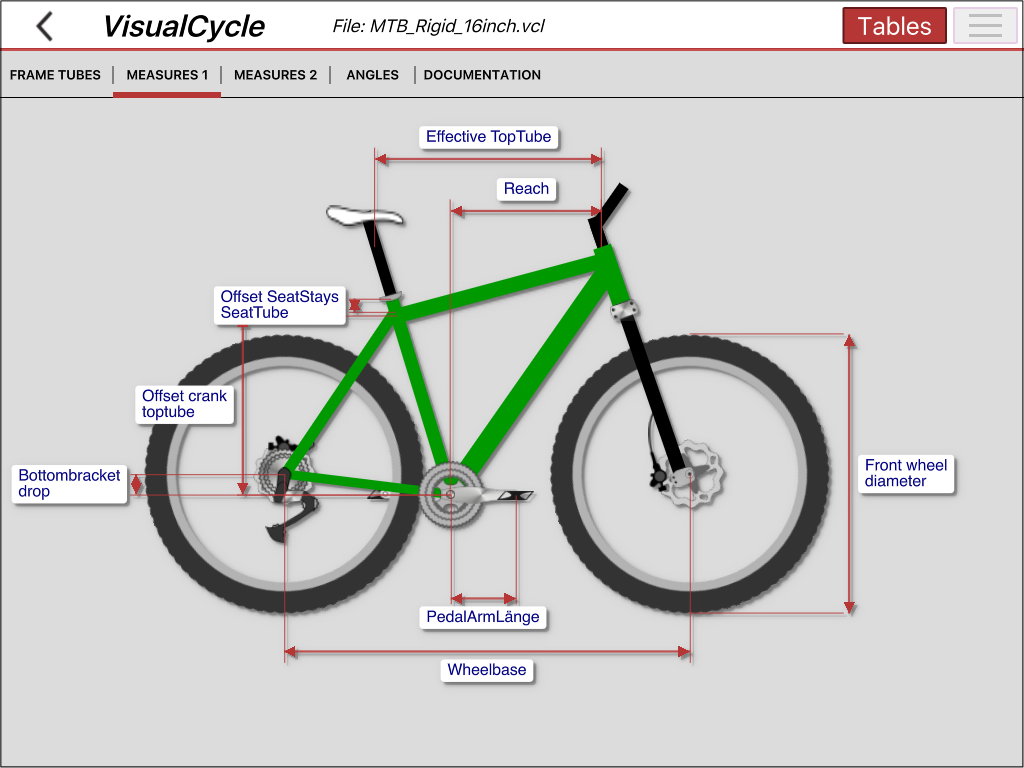 VisualCycle
File: MTB_Rigid_16inch.vcl
Tables
FRAME TUBES
MEASURES 1
MEASURES 2
ANGLES
DOCUMENTATION
Effective TopTube
Reach
Offset SeatStays
SeatTube
Offset crank
toptube
Bottombracket
drop
Front wheel
diameter
PedalArmLänge
Wheelbase